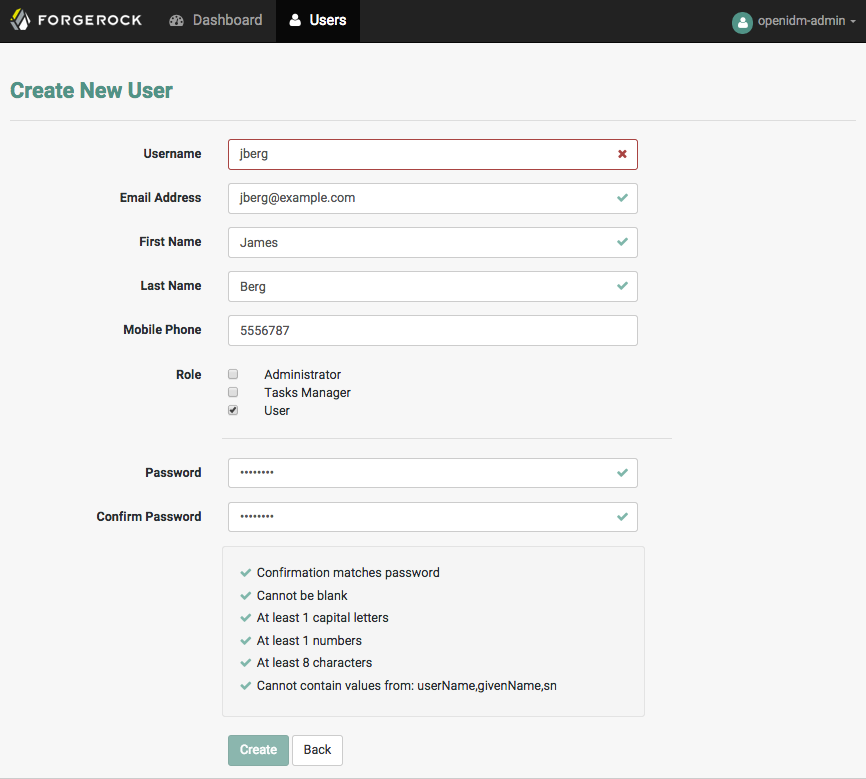 FORGEROCK Dashboard Users openidm-admin
Create New User
Username jberg
Email Address jberg@example.com
First Name James
Last Name Berg
Mobile Phone 5556787
Role Administrator
Tasks Manager
User
Password ••••••••
Confirm Password ••••••••
Confirmation matches password
Cannot be blank
At least 1 capital letters
At least 1 numbers
At least 8 characters
Cannot contain values from: userName,givenName,sn
Create Back